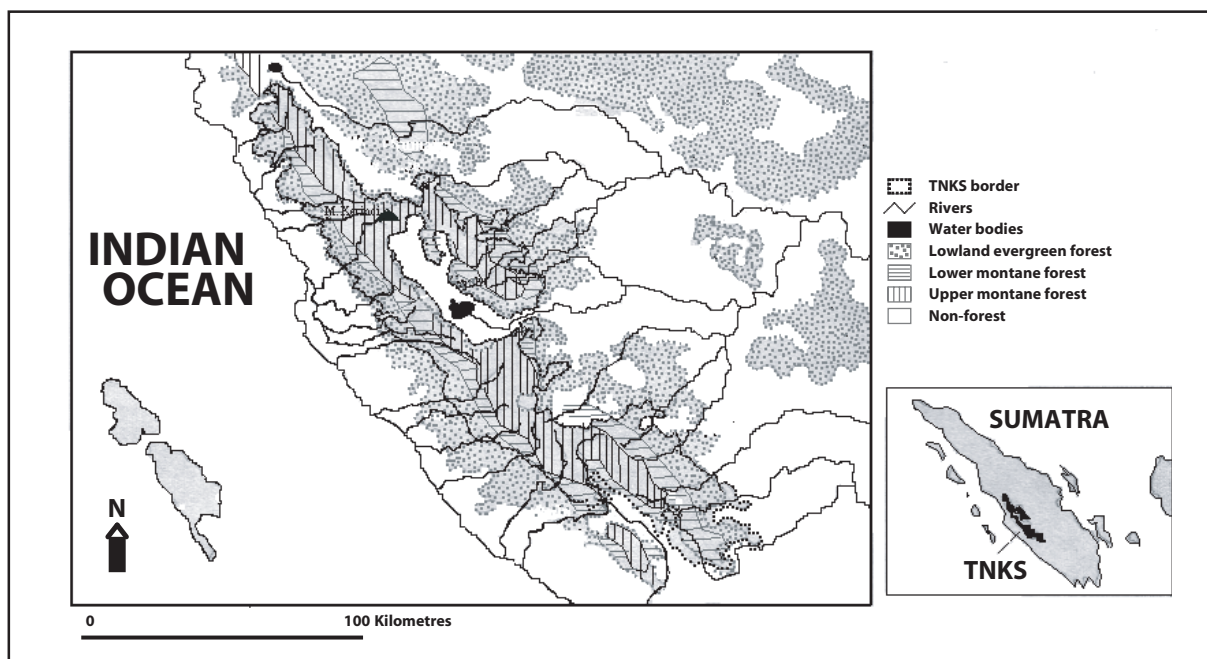 INDIAN
OCEAN
N
0
100 Kilometres
TNKS border
Rivers
Water bodies
Lowland evergreen forest
Lower montane forest
Upper montane forest
Non-forest
SUMATRA
TNKS